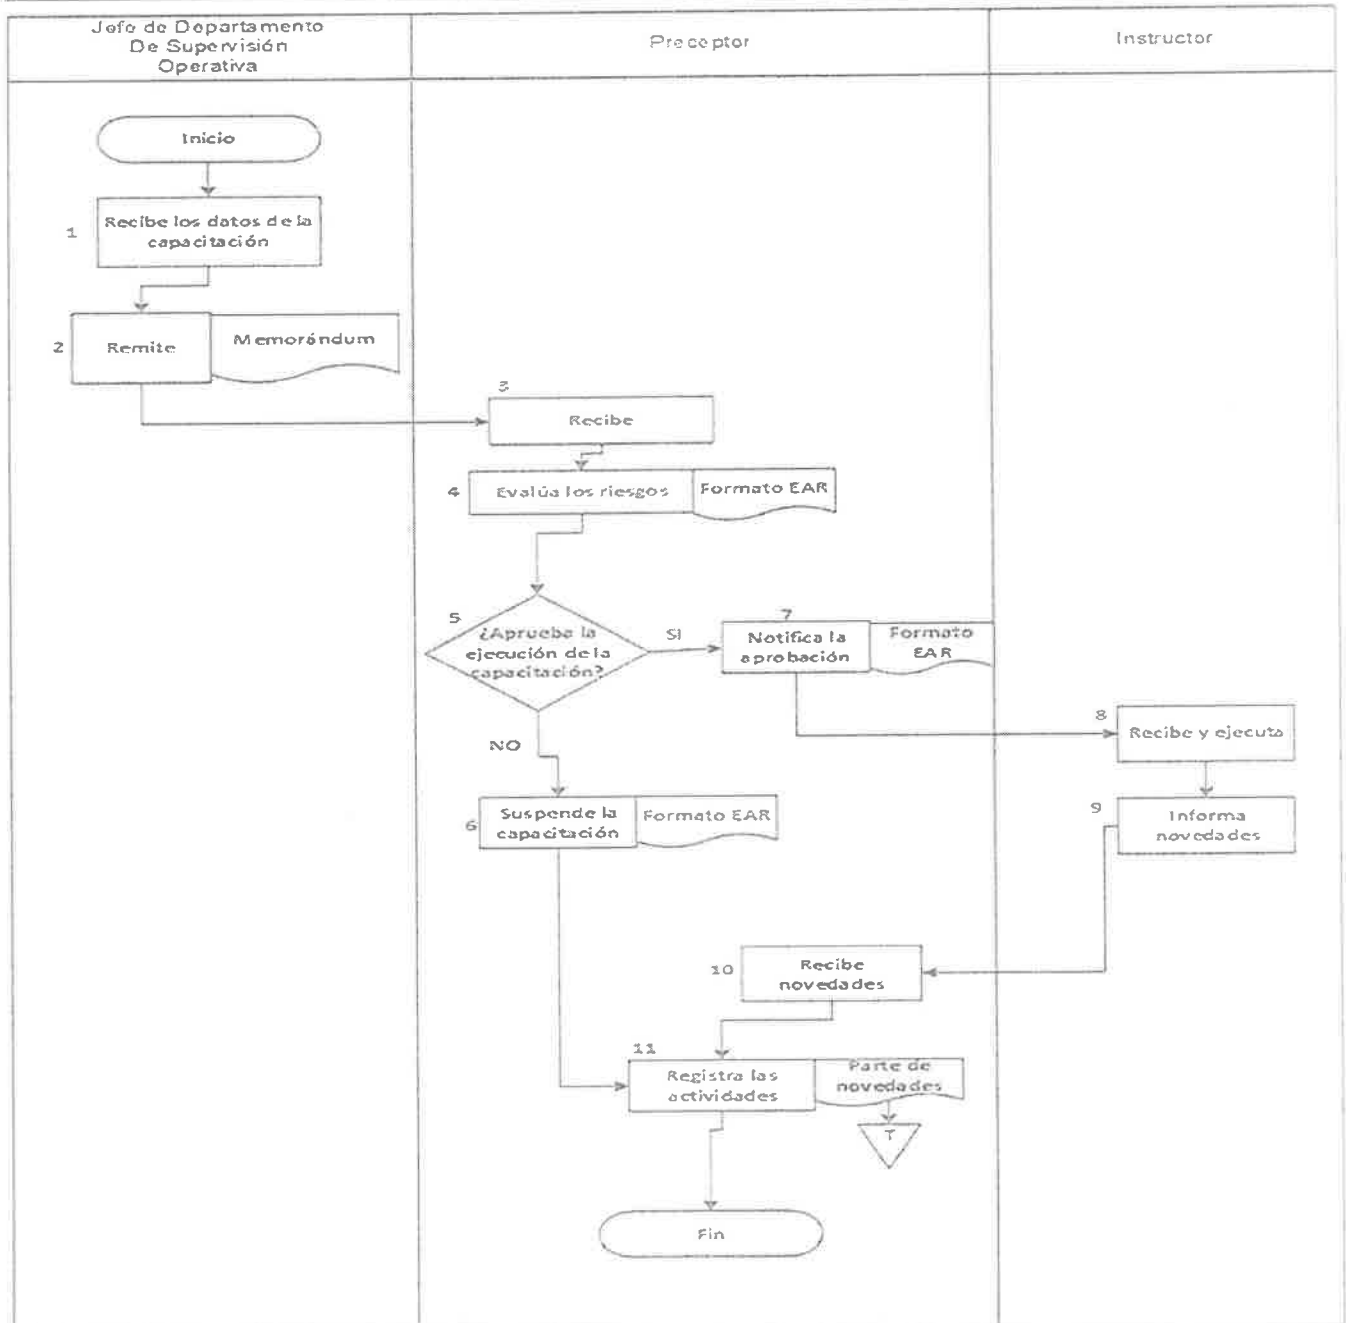 Jefe de Departamento
De Supervisión
Operativa
Preceptor
Instructor
Inicio
1
Recibe los datos de la
capacitación
2
Remite
Memorándum
3
Recibe
4
Evalúa los riesgos
Formato EAR
5
¿Aprueba la
ejecución de la
capacitación?
SI
7
Notifica la
aprobación
Formato
EAR
8
Recibe y ejecuta
NO
6
Suspende la
capacitación
Formato EAR
9
Informa
novedades
10
Recibe
novedades
11
Registra las
actividades
Parte de
novedades
T
Fin